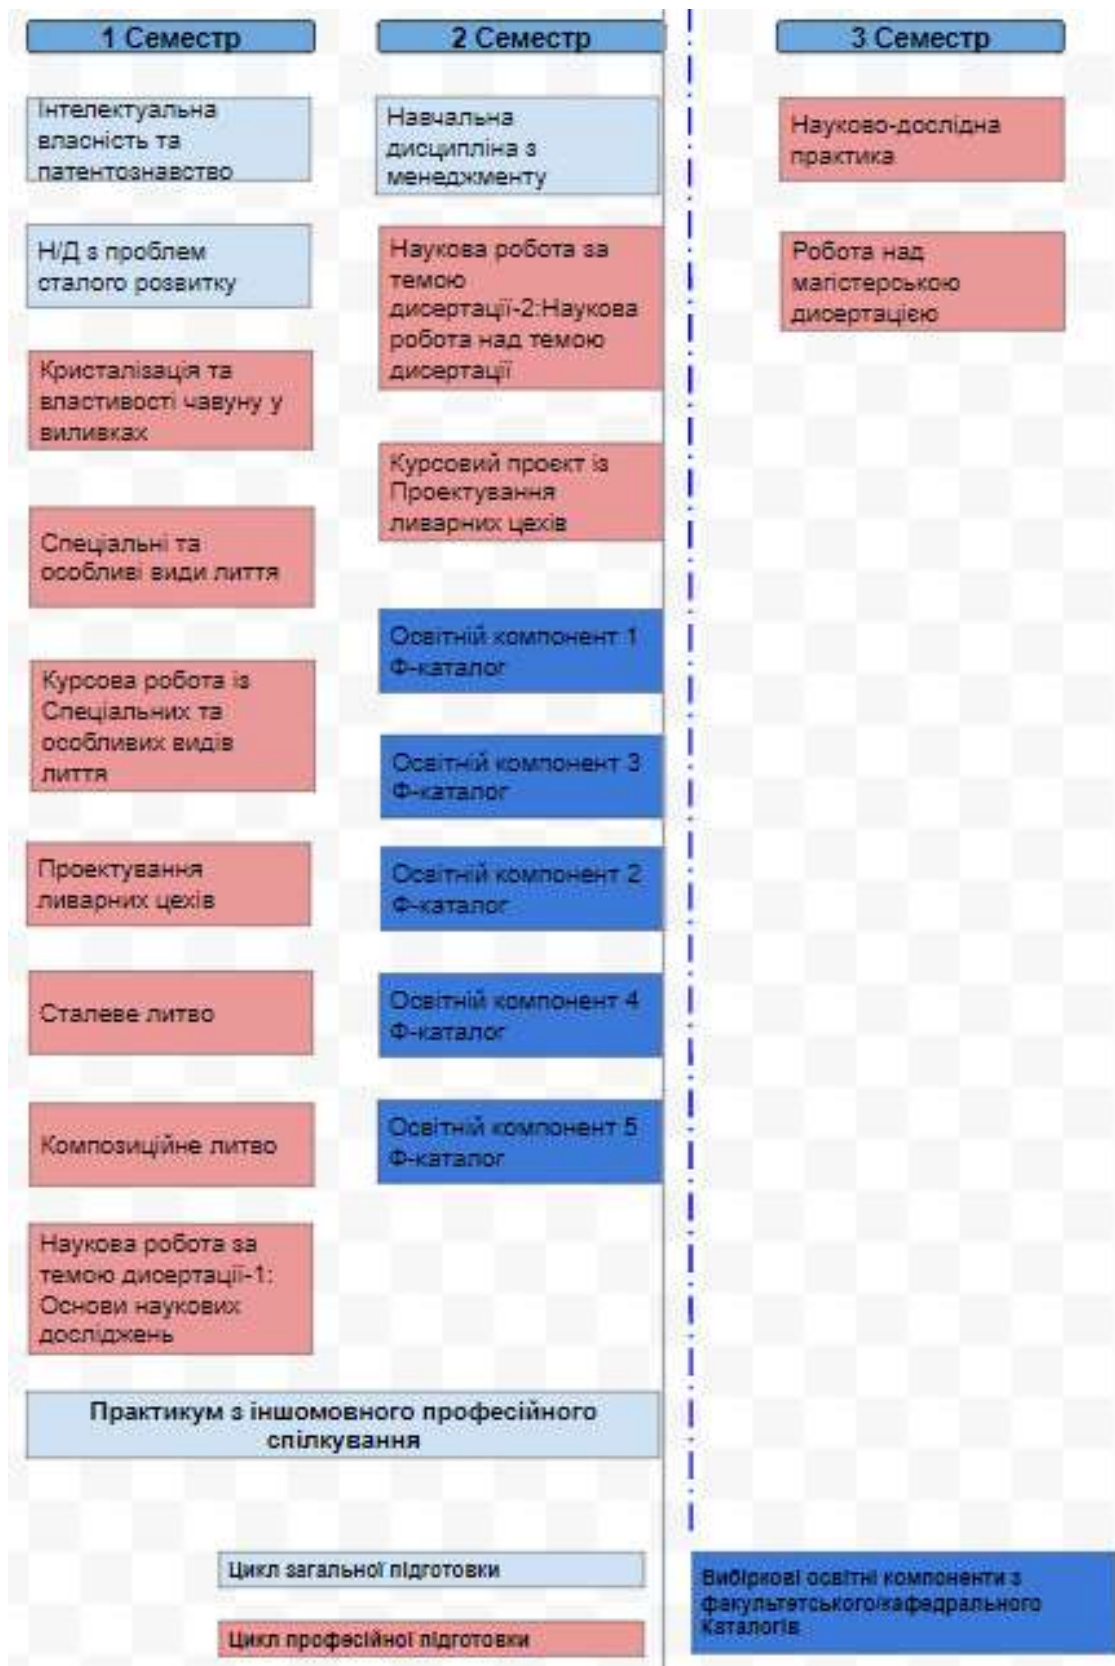 1 Семестр
2 Семестр
3 Семестр
Інтелектуальна
власність та
патентознавство
Н/Д з проблем
сталого розвитку
Кристалізація та
властивості чавуну у
виливках
Спеціальні та
особливі види лиття
Курсова робота із
Спеціальних та
особливих видів
лиття
Проектування
ливарних цехів
Сталеве литво
Композиційне литво
Наукова робота за
темою дисертації-1:
Основи наукових
досліджень
Навчальна
дисципліна з
менеджменту
Наукова робота за
темою
дисертації-2:Наукова
робота над темою
дисертації
Курсовий проєкт із
Проектування
ливарних цехів
Освітній компонент 1
Ф-каталог
Освітній компонент 3
Ф-каталог
Освітній компонент 2
Ф-каталог
Освітній компонент 4
Ф-каталог
Освітній компонент 5
Ф-каталог
Науково-дослідна
практика
Робота над
магістерською
дисертацією
Практикум з іншомовного професійного
спілкування
Цикл загальної підготовки
Цикл професійної підготовки
Вибіркові освітні компоненти з
факультетського/кафедрального
Каталогів